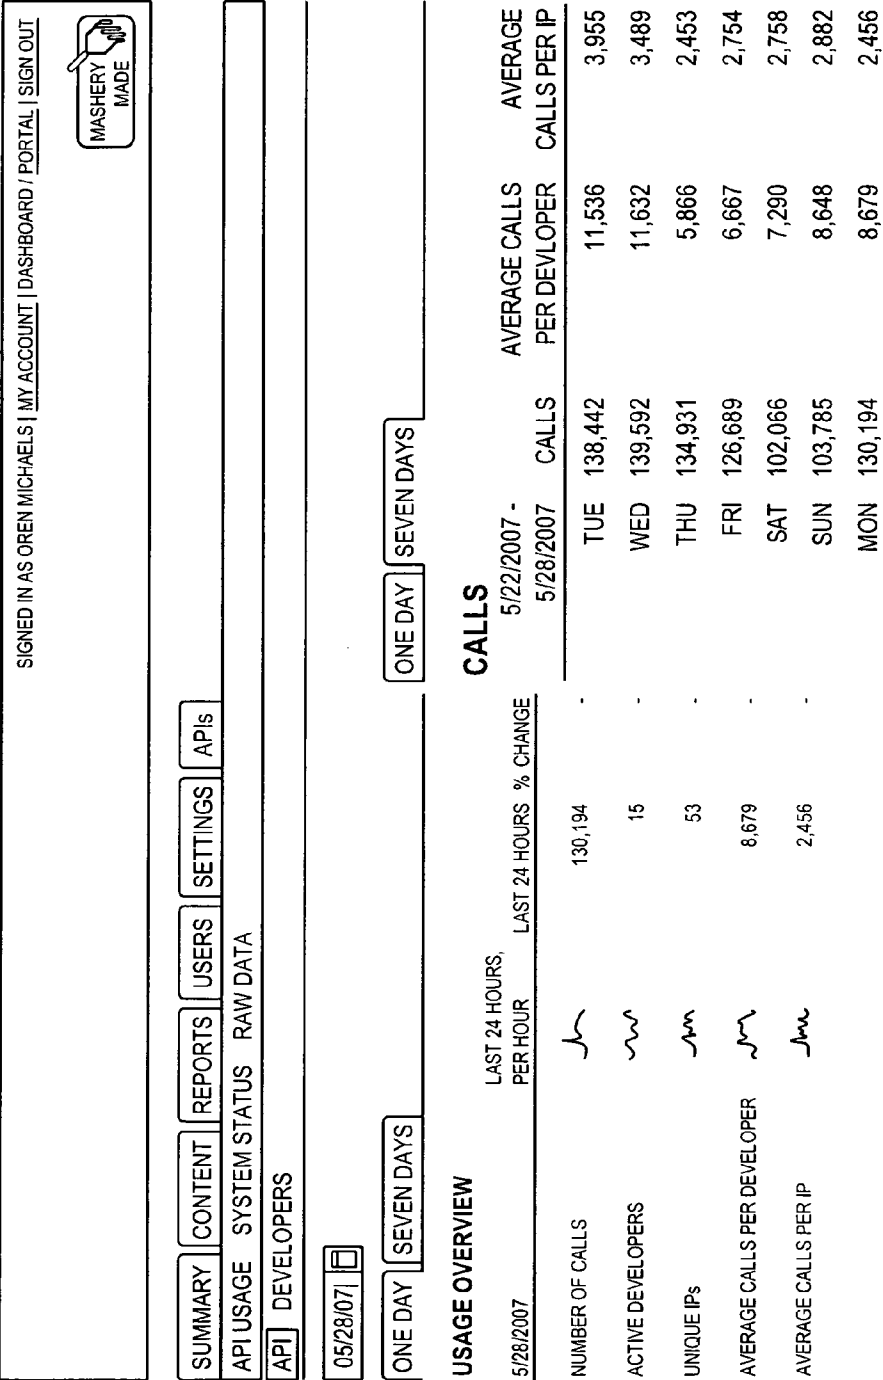 SIGNED IN AS OREN MICHAELS | MY ACCOUNT | DASHBOARD / PORTAL | SIGN OUT
MASHERY
MADE
SUMMARY CONTENT REPORTS USERS SETTINGS APIs
API USAGE SYSTEM STATUS RAW DATA
API DEVELOPERS
05/28/07|
ONE DAY SEVEN DAYS
USAGE OVERVIEW
LAST 24 HOURS,
5/28/2007 PER HOUR LAST 24 HOURS % CHANGE
NUMBER OF CALLS 130,194 -
ACTIVE DEVELOPERS 15 -
UNIQUE IPs 53 -
AVERAGE CALLS PER DEVELOPER 8,679 -
AVERAGE CALLS PER IP 2,456 -
ONE DAY SEVEN DAYS
CALLS
5/22/2007 - AVERAGE CALLS AVERAGE
5/28/2007 CALLS PER DEVLOPER CALLS PER IP
TUE 138,442 11,536 3,955
WED 139,592 11,632 3,489
THU 134,931 5,866 2,453
FRI 126,689 6,667 2,754
SAT 102,066 7,290 2,758
SUN 103,785 8,648 2,882
MON 130,194 8,679 2,456